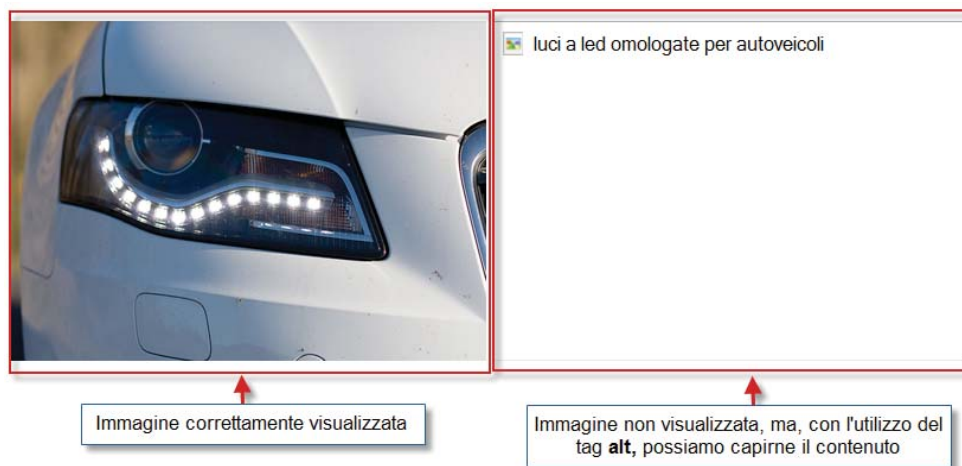 luci a led omologate per autoveicoli
Immagine correttamente visualizzata
Immagine non visualizzata, ma, con l'utilizzo del
tag alt, possiamo capirne il contenuto